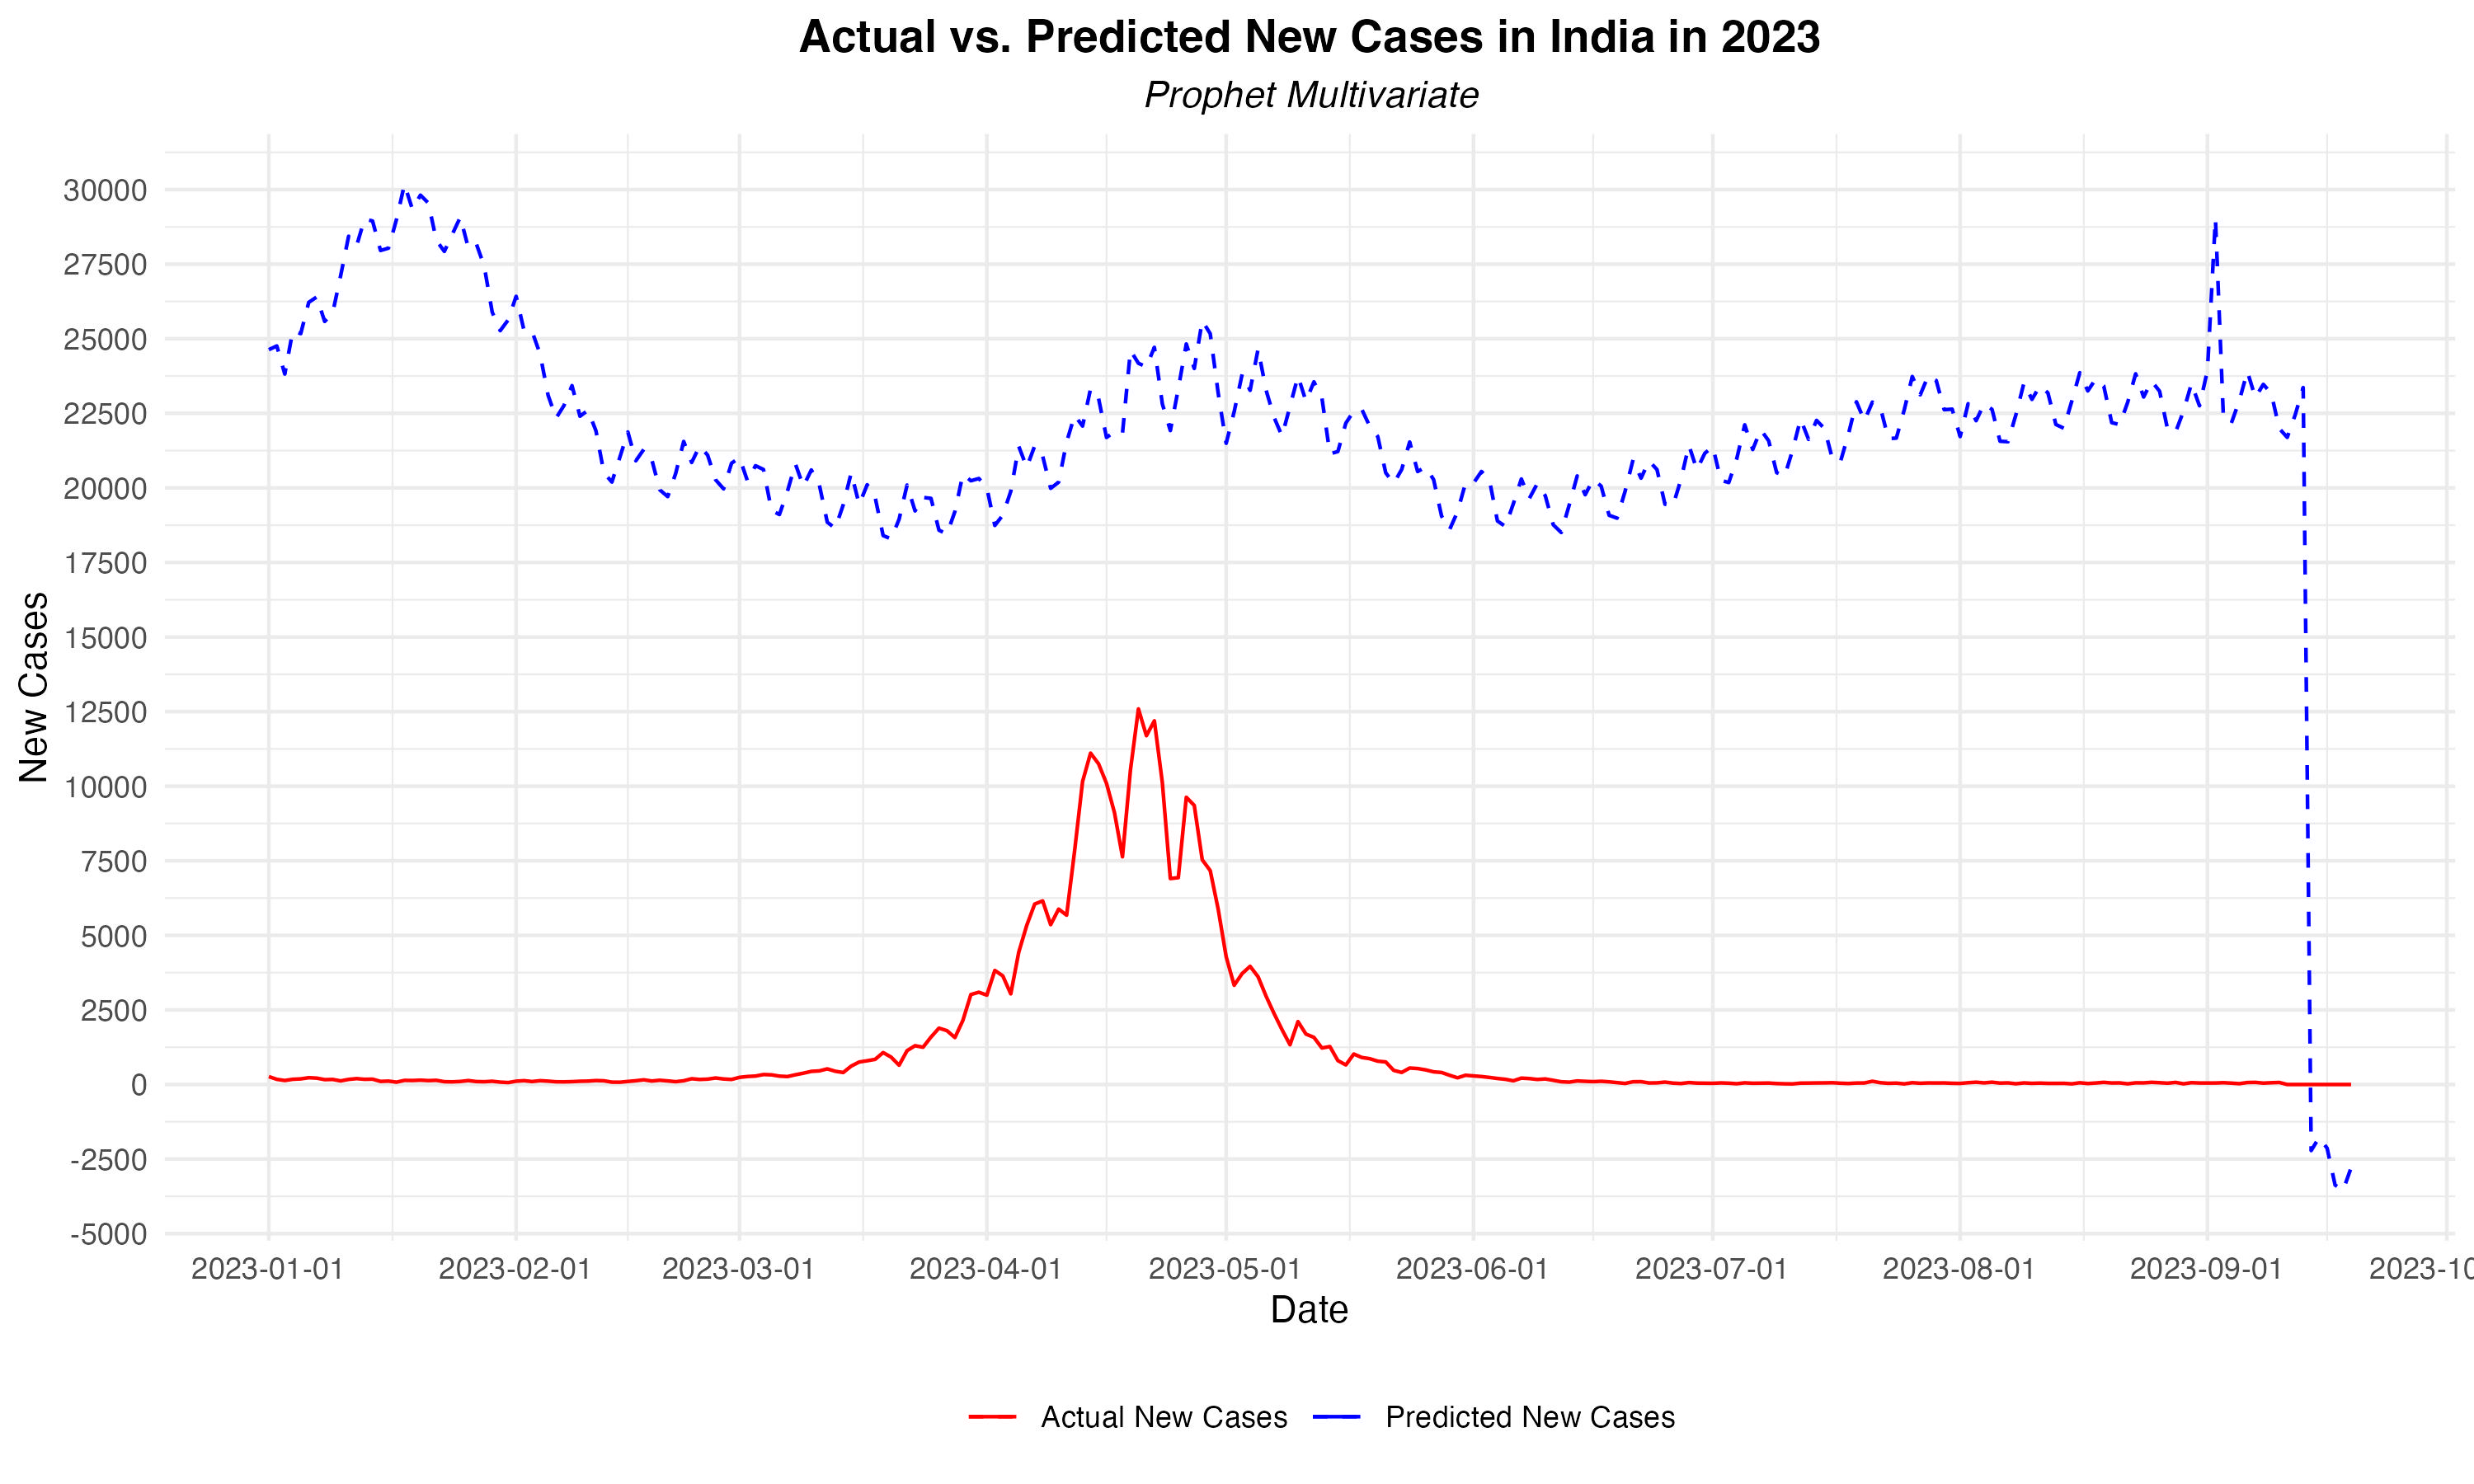 Actual vs. Predicted New Cases in India in 2023
Prophet Multivariate
30000
27500
25000
22500
20000
17500
15000
12500
10000
7500
5000
2500
0
-2500
-5000
New Cases
2023-01-01 2023-02-01 2023-03-01 2023-04-01 2023-05-01 2023-06-01 2023-07-01 2023-08-01 2023-09-01 2023-10
Date
Actual New Cases Predicted New Cases